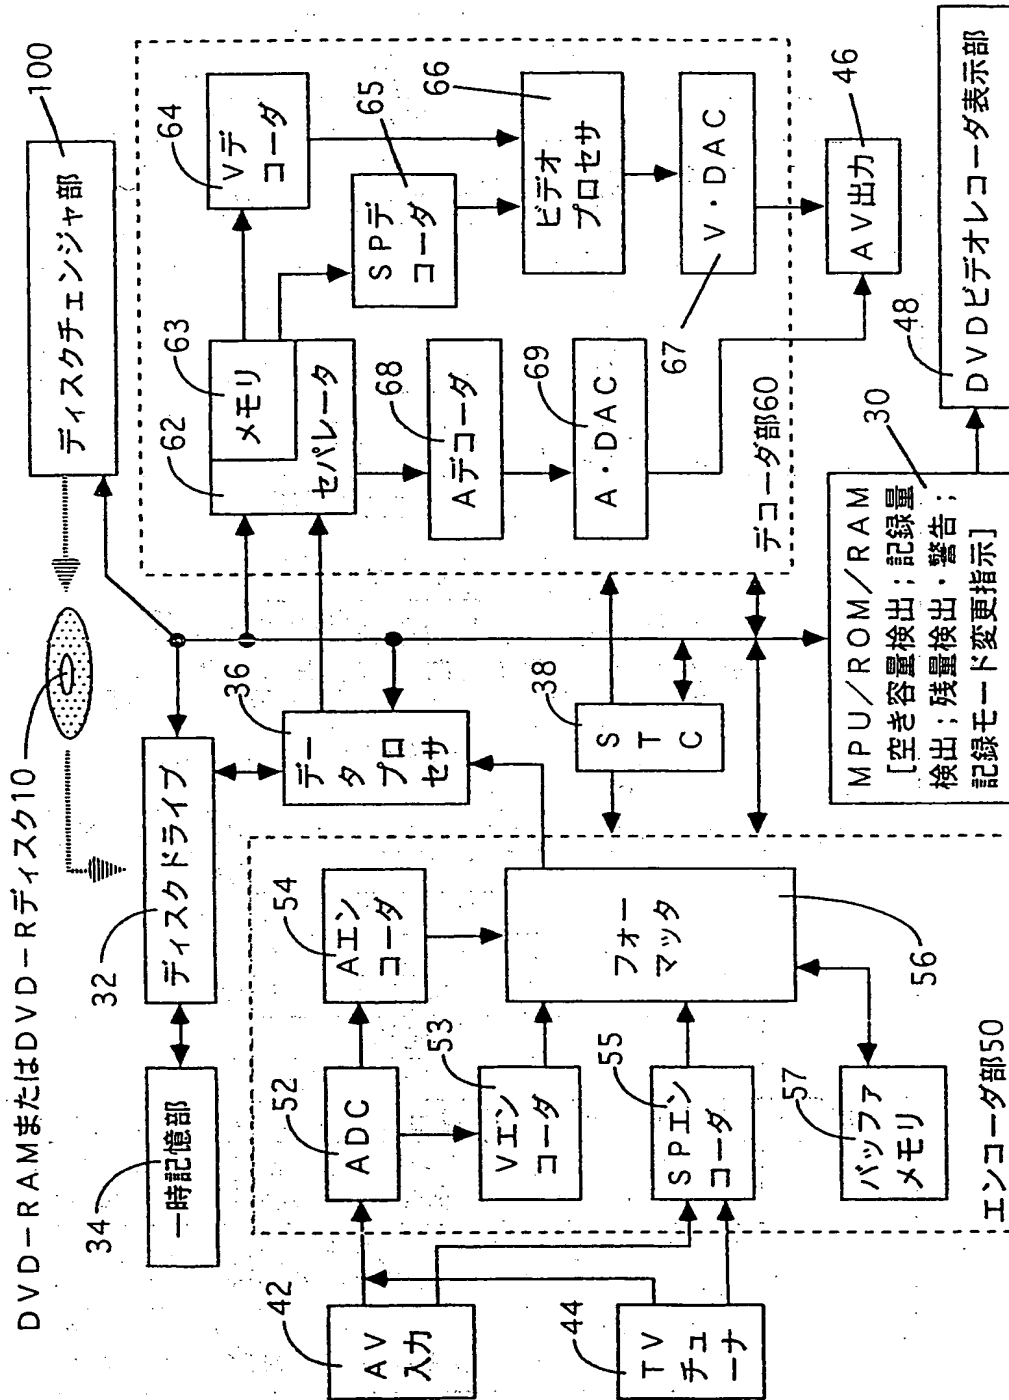 DVD-RAMまたはDVD-Rディスク10
ディスクチェンジャ部
100
一時記憶部
34
ディスクドライブ
32
データ
プロ
セサ
36
AV
入力
42
TV
チュ
ーナ
44
ADC
52
Aエン
コーダ
54
Vエン
コーダ
53
SPエン
コーダ
55
フォー
マッタ
56
バッファ
メモリ
57
エンコーダ部50
STC
38
メモリ
63
セパレータ
62
Vデ
コーダ
64
SPデ
コーダ
65
ビデオ
プロセサ
66
Aデコーダ
68
A・DAC
69
V・DAC
67
デコーダ部60
AV出力
46
MPU/ROM/RAM
[空き容量検出;記録量
検出;残量検出・警告;
記録モード変更指示]
30
DVDビデオレコーダ表示部
48